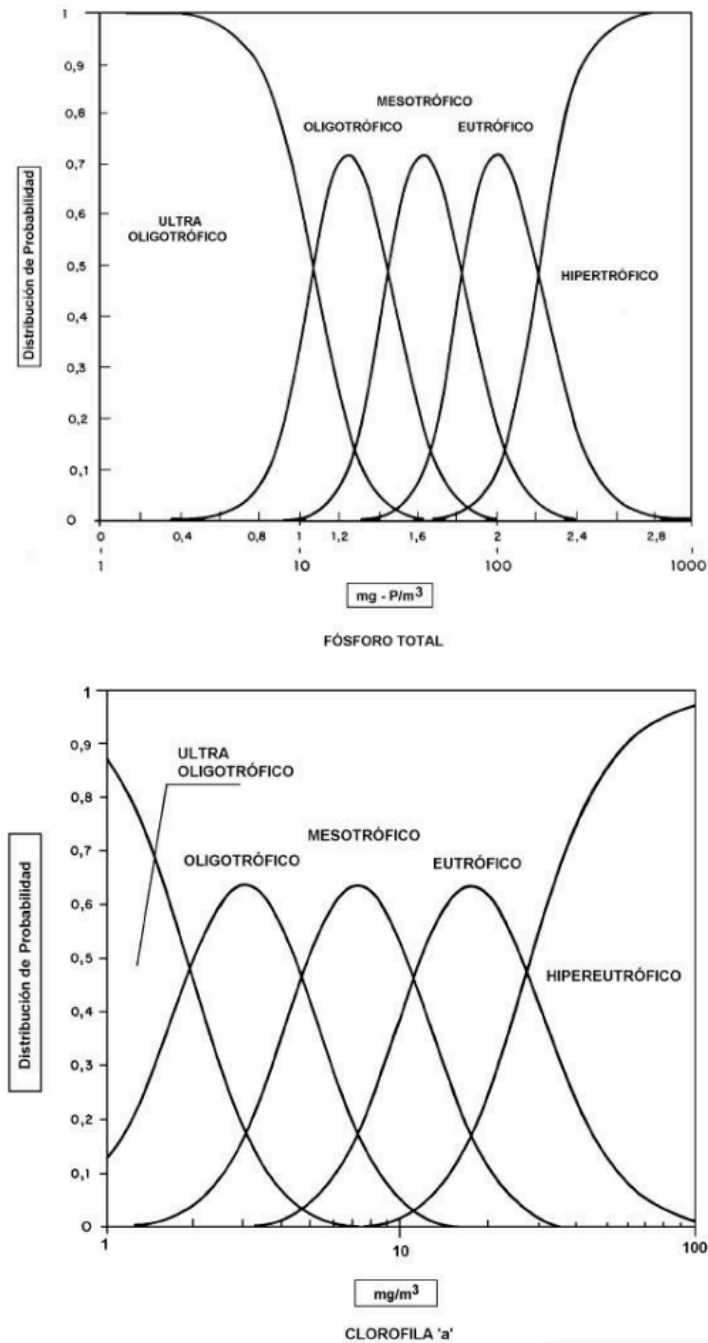 1
0,9
0,8
0,7
0,6
0,5
0,4
0,3
0,2
0,1
0
Distribución de Probabilidad
MESOTRÓFICO
OLIGOTRÓFICO
EUTRÓFICO
ULTRA
OLIGOTRÓFICO
HIPERTRÓFICO
0 0,4 0,8 1 1,2 1,6 2 2,4 2,8
1 10 100 1000
mg - P/m³
FÓSFORO TOTAL
1
0,9
0,8
0,7
0,6
0,5
0,4
0,3
0,2
0,1
0
Distribución de Probabilidad
ULTRA
OLIGOTRÓFICO
MESOTRÓFICO
OLIGOTRÓFICO
EUTRÓFICO
HIPEREUTRÓFICO
1 10 100
mg/m³
CLOROFILA 'a'